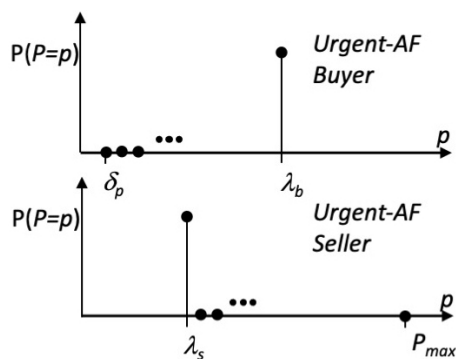 P(P=p)
Urgent-AF
Buyer
•••
p
δp
λb
P(P=p)
Urgent-AF
Seller
•••
p
λs
Pmax